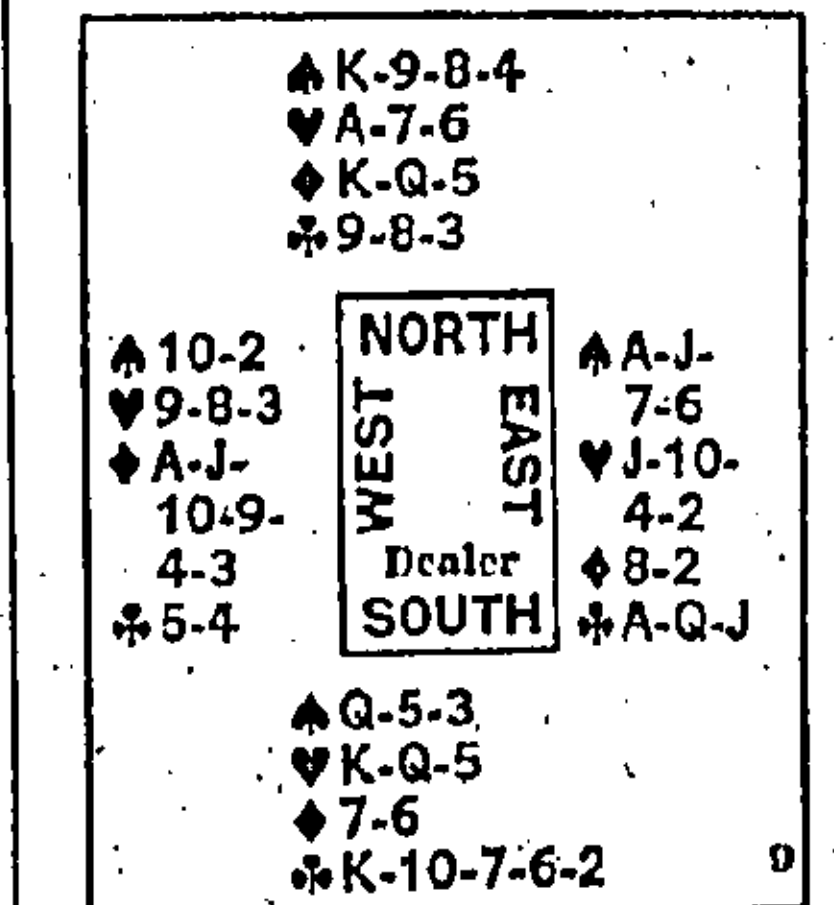 ♠ K-9-8-4
♥ A-7-6
♦ K-Q-5
♣ 9-8-3
NORTH
♠ 10-2
♥ 9-8-3
♦ A-J-
10-9-
4-3
♣ 5-4
WEST
EAST
♠ A-J-
7-6
♥ J-10-
4-2
♦ 8-2
♣ A-Q-J
Dealer
SOUTH
♠ Q-5-3
♥ K-Q-5
♦ 7-6
♣ K-10-7-6-2
9